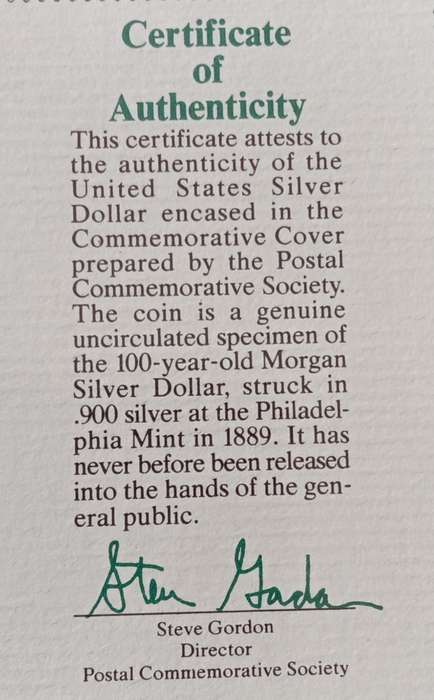 Certificate
of
Authenticity
This certificate attests to
the authenticity of the
United States Silver
Dollar encased in the
Commemorative Cover
prepared by the Postal
Commemorative Society.
The coin is a genuine
uncirculated specimen of
the 100-year-old Morgan
Silver Dollar, struck in
.900 silver at the Philadel-
phia Mint in 1889. It has
never before been released
into the hands of the gen-
eral public.
Steve Gordon
Director
Postal Commemorative Society